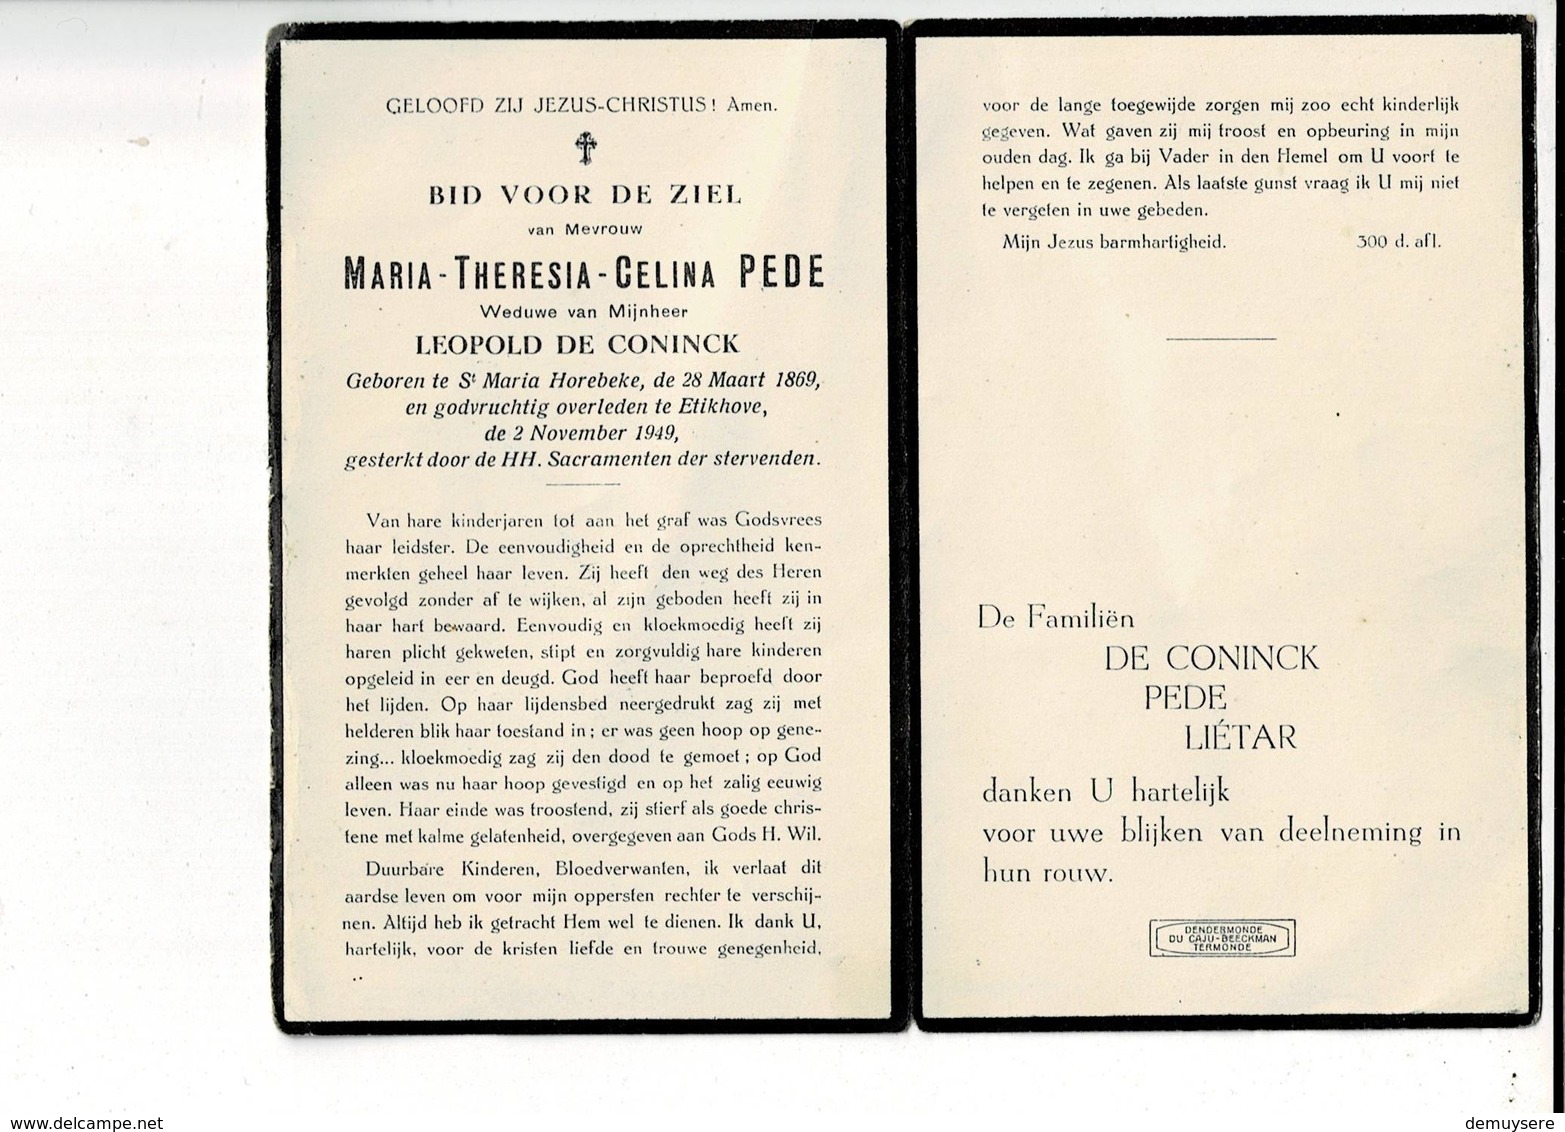 GELOOFD ZIJ JEZUS-CHRISTUS! Amen.
BID VOOR DE ZIEL
van Mevrouw
MARIA-THERESIA-CELINA PEDE
Weduwe van Mijnheer
LEOPOLD DE CONINCK
Geboren te St Maria Horebeke, de 28 Maart 1869,
en godvruchtig overleden te Etikhove,
de 2 November 1949,
gesterkt door de HH. Sacramenten der stervenden.
Van hare kinderjaren tot aan het graf was Godsvrees
haar leidster. De eenvoudigheid en de oprechtheid ken-
merkten geheel haar leven. Zij heeft den weg des Heren
gevolgd zonder af te wijken, al zijn geboden heeft zij in
haar hart bewaard. Eenvoudig en kloekmoedig heeft zij
haren plicht gekweten, stipt en zorgvuldig hare kinderen
opgeleid in eer en deugd. God heeft haar beproefd door
het lijden. Op haar lijdensbed neergedrukt zag zij met
helderen blik haar toestand in; er was geen hoop op gene-
zing... kloekmoedig zag zij den dood te gemoet; op God
alleen was nu haar hoop gevestigd en op het zalig eeuwig
leven. Haar einde was troostend, zij stierf als goede chris-
tene met kalme gelatenheid, overgegeven aan Gods H. Wil.
Duurbare Kinderen, Bloedverwanten, ik verlaat dit
aardse leven om voor mijn oppersten rechter te verschij-
nen. Altijd heb ik getracht Hem wel te dienen. Ik dank U,
hartelijk, voor de kristen liefde en trouwe genegenheid,
voor de lange toegewijde zorgen mij zoo echt kinderlijk
gegeven. Wat gaven zij mij troost en opbeuring in mijn
ouden dag. Ik ga bij Vader in den Hemel om U voort te
helpen en te zegenen. Als laatste gunst vraag ik U mij niet
te vergeten in uwe gebeden.
Mijn Jezus barmhartigheid. 300 d. afl.
De Familiën
DE CONINCK
PEDE
LIÉTAR
danken U hartelijk
voor uwe blijken van deelneming in
hun rouw.
DENDERMONDE
DU CAJU-BEECKMAN
TERMONDE
www.delcampe.net
demuysere